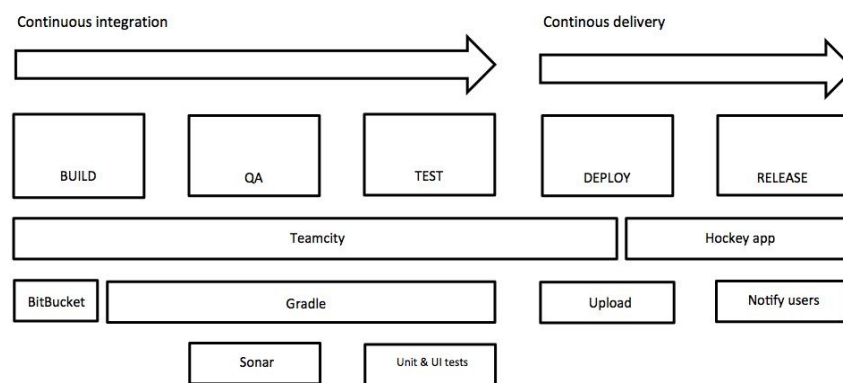 Continuous integration
Continous delivery
BUILD
QA
TEST
DEPLOY
RELEASE
Teamcity
Hockey app
BitBucket
Gradle
Upload
Notify users
Sonar
Unit & UI tests